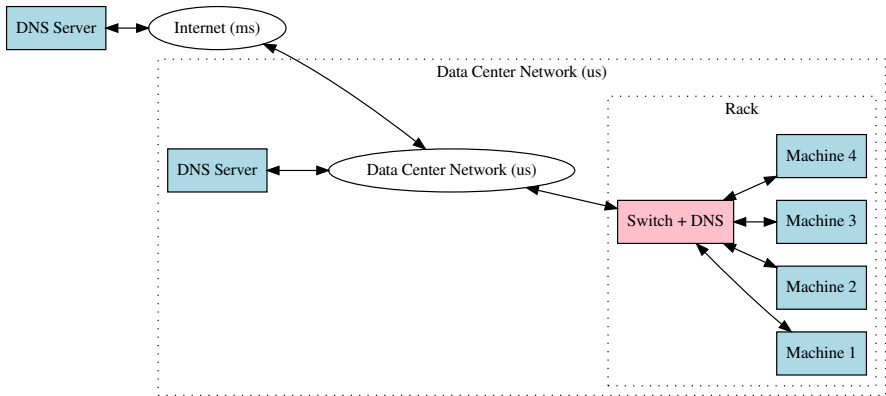 DNS Server
Internet (ms)
Data Center Network (us)
Rack
DNS Server
Data Center Network (us)
Switch + DNS
Machine 4
Machine 3
Machine 2
Machine 1